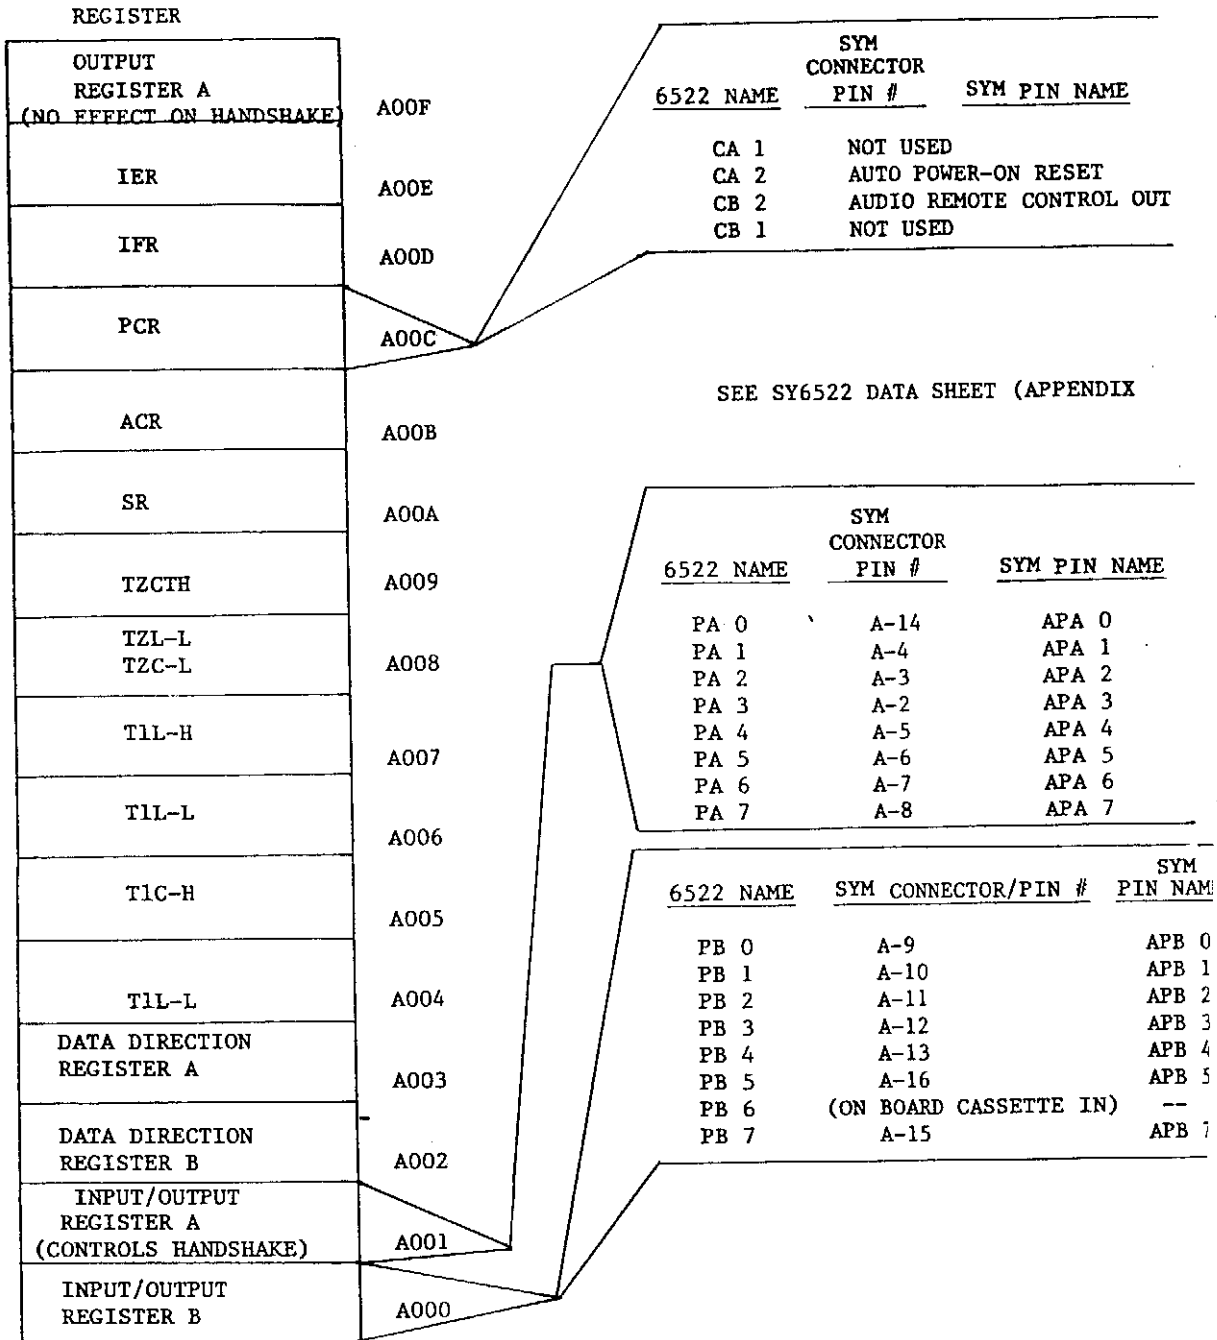 REGISTER
OUTPUT
REGISTER A
(NO EFFECT ON HANDSHAKE)
A00F
IER
A00E
IFR
A00D
PCR
A00C
ACR
A00B
SR
A00A
TZCTH
A009
TZL-L
TZC-L
A008
T1L-H
A007
T1L-L
A006
T1C-H
A005
T1L-L
A004
DATA DIRECTION
REGISTER A
A003
DATA DIRECTION
REGISTER B
A002
INPUT/OUTPUT
REGISTER A
(CONTROLS HANDSHAKE)
A001
INPUT/OUTPUT
REGISTER B
A000
SYM
CONNECTOR
6522 NAME PIN # SYM PIN NAME
CA 1 NOT USED
CA 2 AUTO POWER-ON RESET
CB 2 AUDIO REMOTE CONTROL OUT
CB 1 NOT USED
SEE SY6522 DATA SHEET (APPENDIX
SYM
CONNECTOR
6522 NAME PIN # SYM PIN NAME
PA 0 A-14 APA 0
PA 1 A-4 APA 1
PA 2 A-3 APA 2
PA 3 A-2 APA 3
PA 4 A-5 APA 4
PA 5 A-6 APA 5
PA 6 A-7 APA 6
PA 7 A-8 APA 7
SYM
6522 NAME SYM CONNECTOR/PIN # PIN NAM
PB 0 A-9 APB 0
PB 1 A-10 APB 1
PB 2 A-11 APB 2
PB 3 A-12 APB 3
PB 4 A-13 APB 4
PB 5 A-16 APB 5
PB 6 (ON BOARD CASSETTE IN) --
PB 7 A-15 APB 7